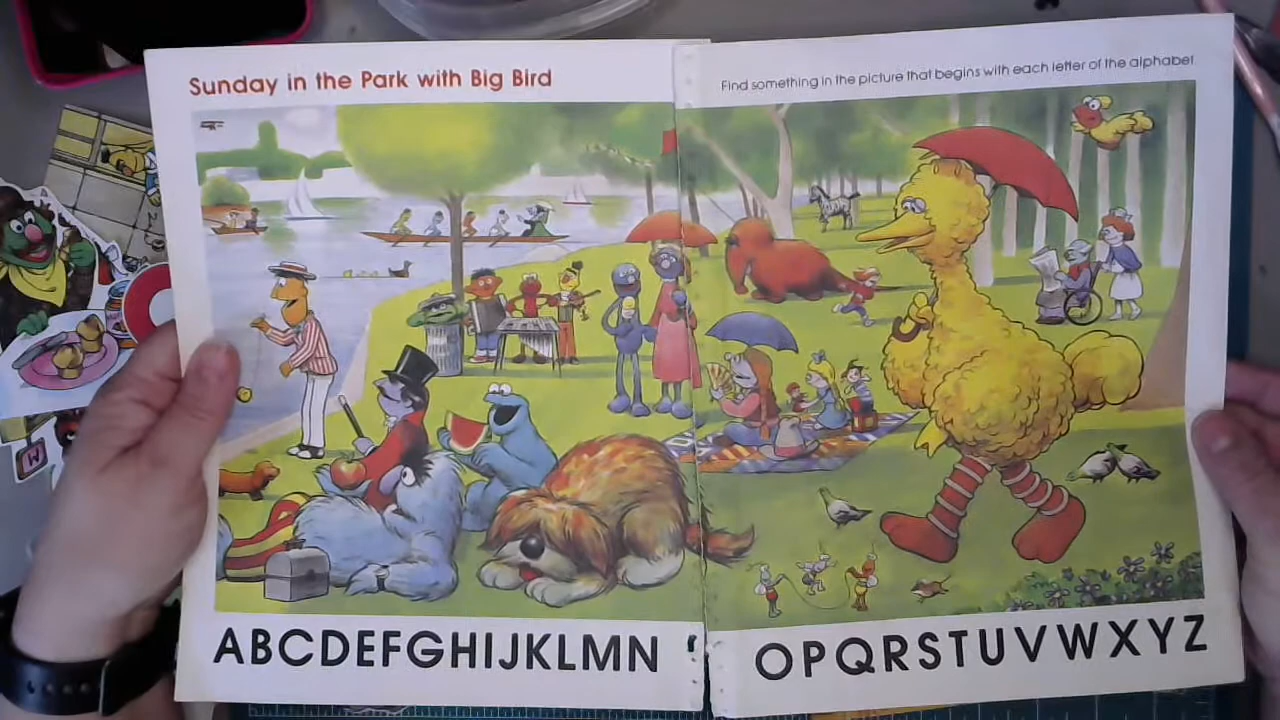 Sunday in the Park with Big Bird
Find something in the picture that begins with each letter of the alphabet
ABCDEFGHIJKLMN
OPQRSTUVWXYZ
W